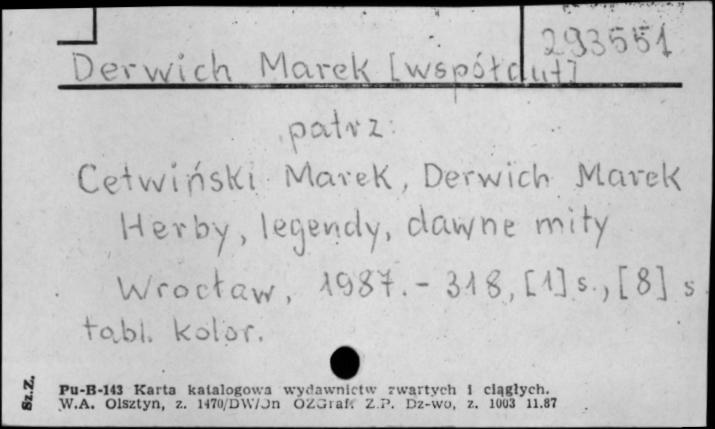 293551
Derwich Marek [współaut]
patrz:
Cetwiński Marek, Derwich Marek
Herby, legendy, dawne mity
Wrocław, 1987. - 318, [1] s., [8] s
tabl. kolor.
Sz.Z.
Pu-B-143 Karta katalogowa wydawnictw zwartych i ciągłych.
W.A. Olsztyn, z. 1470/DW/Jn OZGraf. Z.P. Dz-wo, z. 1003 11.87